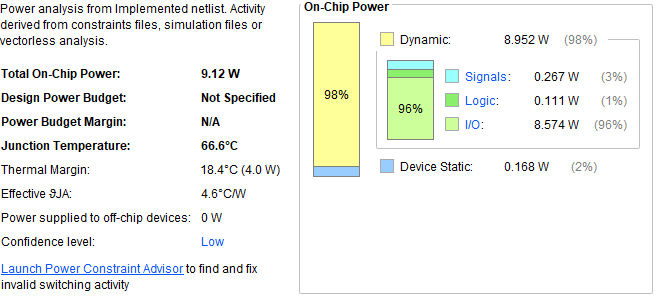 Power analysis from Implemented netlist. Activity
derived from constraints files, simulation files or
vectorless analysis.
Total On-Chip Power: 9.12 W
Design Power Budget: Not Specified
Power Budget Margin: N/A
Junction Temperature: 66.6°C
Thermal Margin: 18.4°C (4.0 W)
Effective ϑJA: 4.6°C/W
Power supplied to off-chip devices: 0 W
Confidence level: Low
Launch Power Constraint Advisor to find and fix
invalid switching activity
On-Chip Power
98%
Dynamic: 8.952 W (98%)
96%
Signals: 0.267 W (3%)
Logic: 0.111 W (1%)
I/O: 8.574 W (96%)
Device Static: 0.168 W (2%)